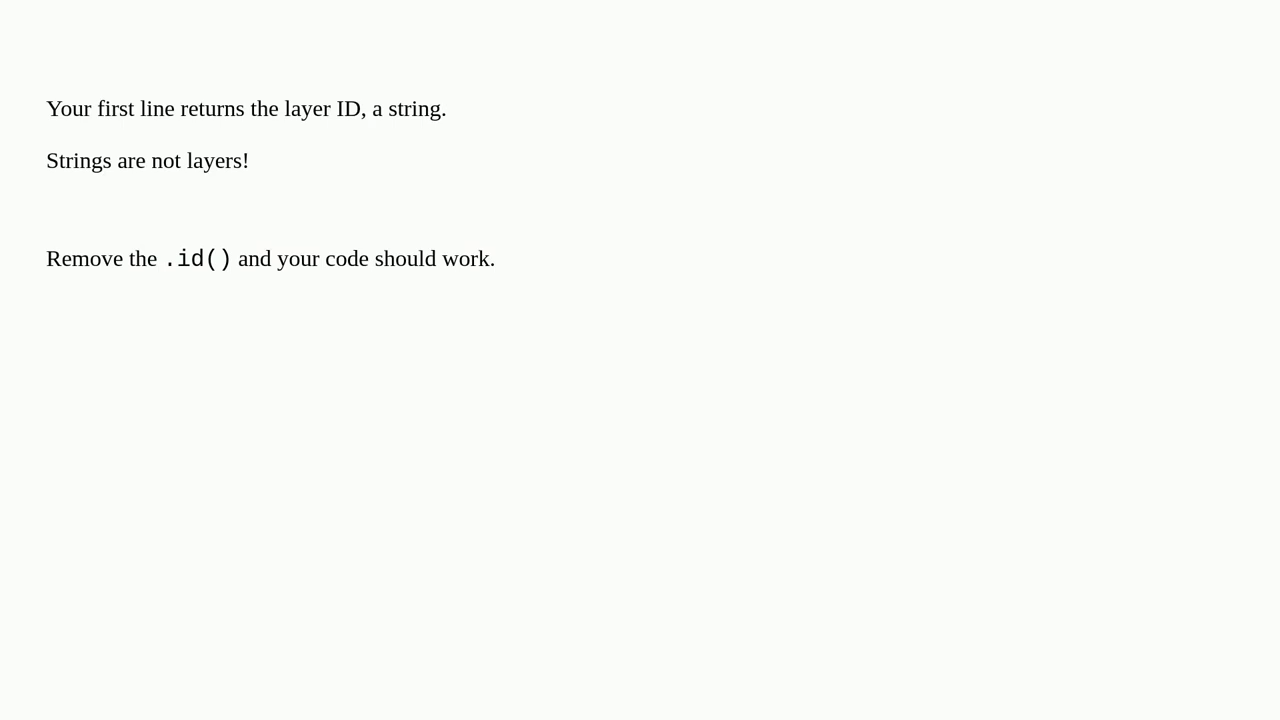 Your first line returns the layer ID, a string.
Strings are not layers!
Remove the .id() and your code should work.